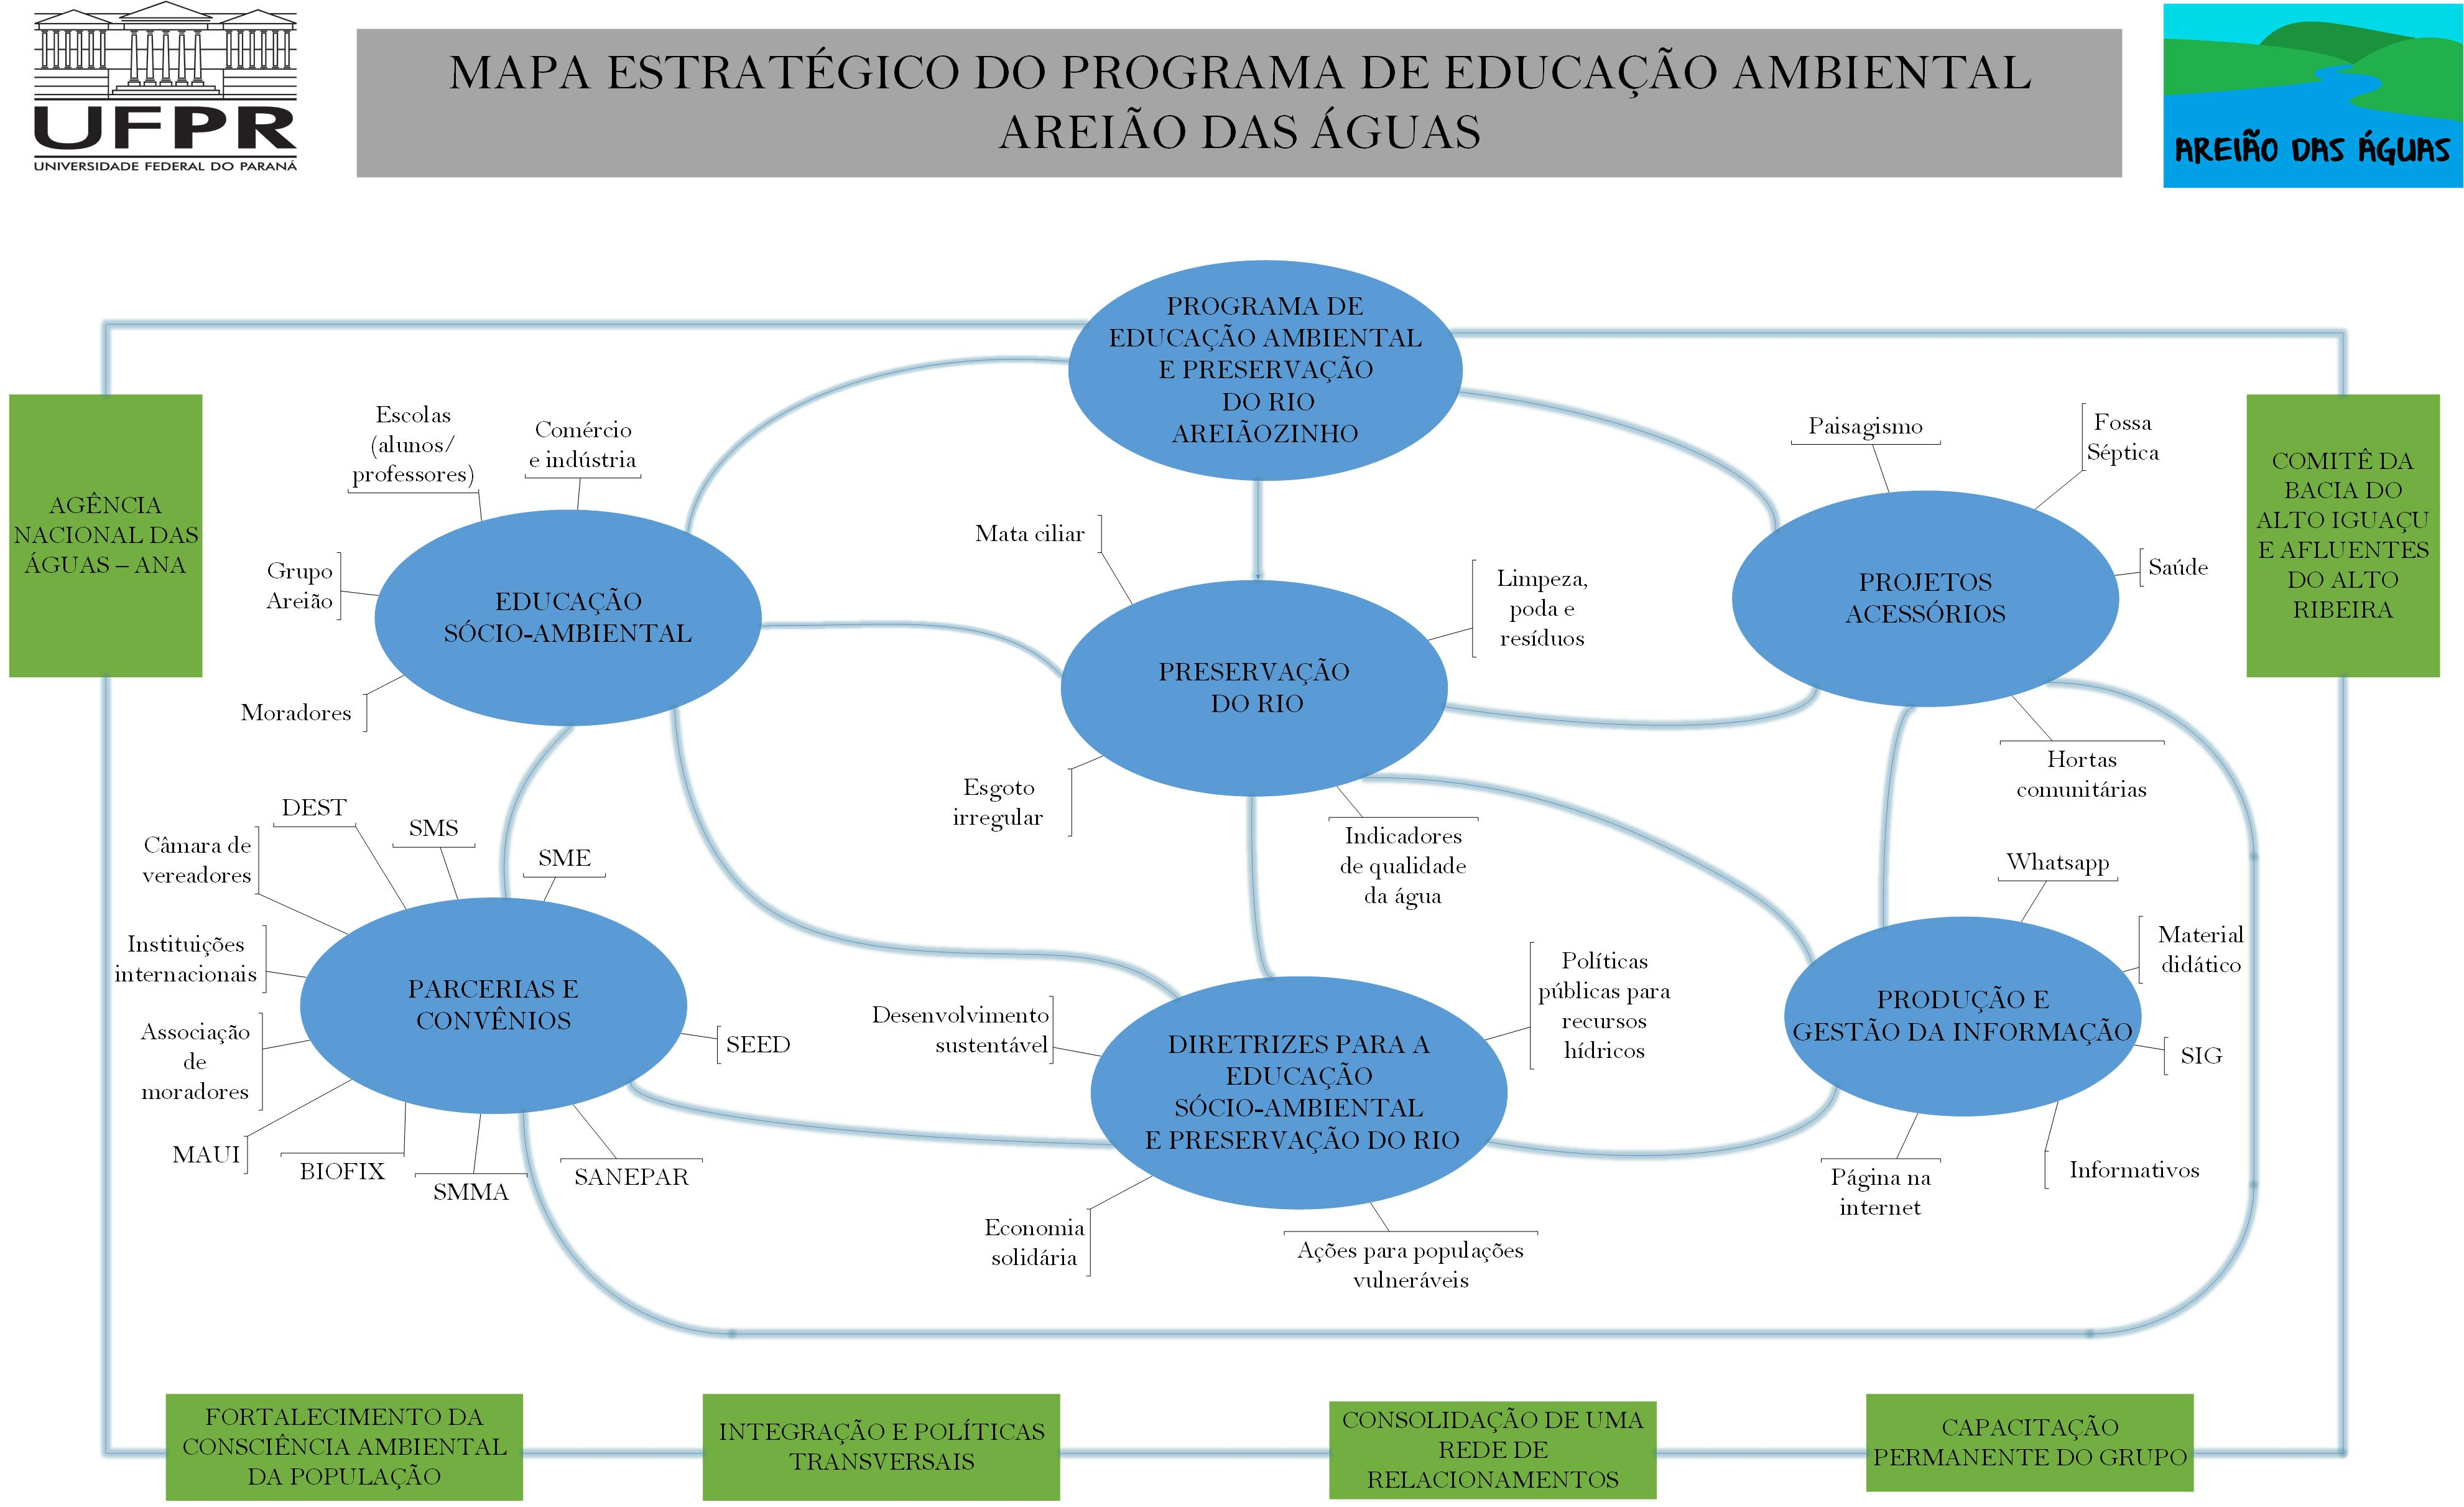 UFPR
UNIVERSIDADE FEDERAL DO PARANÁ
MAPA ESTRATÉGICO DO PROGRAMA DE EDUCAÇÃO AMBIENTAL
AREIÃO DAS ÁGUAS
AREIÃO DAS ÁGUAS
PROGRAMA DE
EDUCAÇÃO AMBIENTAL
E PRESERVAÇÃO
DO RIO
AREIÃOZINHO
AGÊNCIA
NACIONAL DAS
ÁGUAS – ANA
COMITÊ DA
BACIA DO
ALTO IGUAÇU
E AFLUENTES
DO ALTO
RIBEIRA
Escolas
(alunos/
professores)
Comércio
e indústria
Grupo
Areião
Moradores
EDUCAÇÃO
SÓCIO-AMBIENTAL
Mata ciliar
Limpeza,
poda e
resíduos
PRESERVAÇÃO
DO RIO
Esgoto
irregular
Indicadores
de qualidade
da água
Paisagismo
Fossa
Séptica
Saúde
PROJETOS
ACESSÓRIOS
Hortas
comunitárias
DEST
SMS
SME
Câmara de
vereadores
Instituições
internacionais
Associação
de
moradores
MAUI
BIOFIX
SMMA
SANEPAR
SEED
PARCERIAS E
CONVÊNIOS
Desenvolvimento
sustentável
Políticas
públicas para
recursos
hídricos
DIRETRIZES PARA A
EDUCAÇÃO
SÓCIO-AMBIENTAL
E PRESERVAÇÃO DO RIO
Economia
solidária
Ações para populações
vulneráveis
Whatsapp
Material
didático
SIG
PRODUÇÃO E
GESTÃO DA INFORMAÇÃO
Página na
internet
Informativos
FORTALECIMENTO DA
CONSCIÊNCIA AMBIENTAL
DA POPULAÇÃO
INTEGRAÇÃO E POLÍTICAS
TRANSVERSAIS
CONSOLIDAÇÃO DE UMA
REDE DE
RELACIONAMENTOS
CAPACITAÇÃO
PERMANENTE DO GRUPO